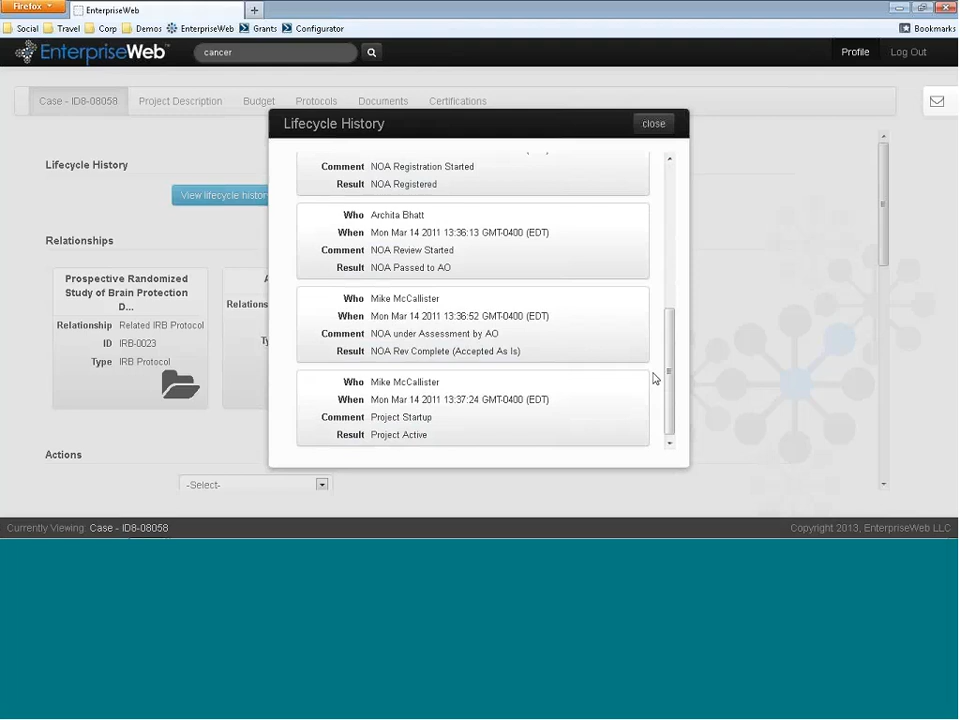 Firefox
EnterpriseWeb
Social Travel Corp Demos EnterpriseWeb Grants Configurator
Bookmarks
EnterpriseWeb™
cancer
Profile Log Out
Case - ID8-08058 Project Description Budget Protocols Documents Certifications
Lifecycle History
close
Lifecycle History
View lifecycle histor
Relationships
Prospective Randomized
Study of Brain Protection
D...
Relationship Related IRB Protocol
ID IRB-0023
Type IRB Protocol
Relations
Ty
Comment NOA Registration Started
Result NOA Registered
Who Archita Bhatt
When Mon Mar 14 2011 13:36:13 GMT-0400 (EDT)
Comment NOA Review Started
Result NOA Passed to AO
Who Mike McCallister
When Mon Mar 14 2011 13:36:52 GMT-0400 (EDT)
Comment NOA under Assessment by AO
Result NOA Rev Complete (Accepted As Is)
Who Mike McCallister
When Mon Mar 14 2011 13:37:24 GMT-0400 (EDT)
Comment Project Startup
Result Project Active
Actions
-Select-
Currently Viewing: Case - ID8-08058
Copyright 2013, EnterpriseWeb LLC